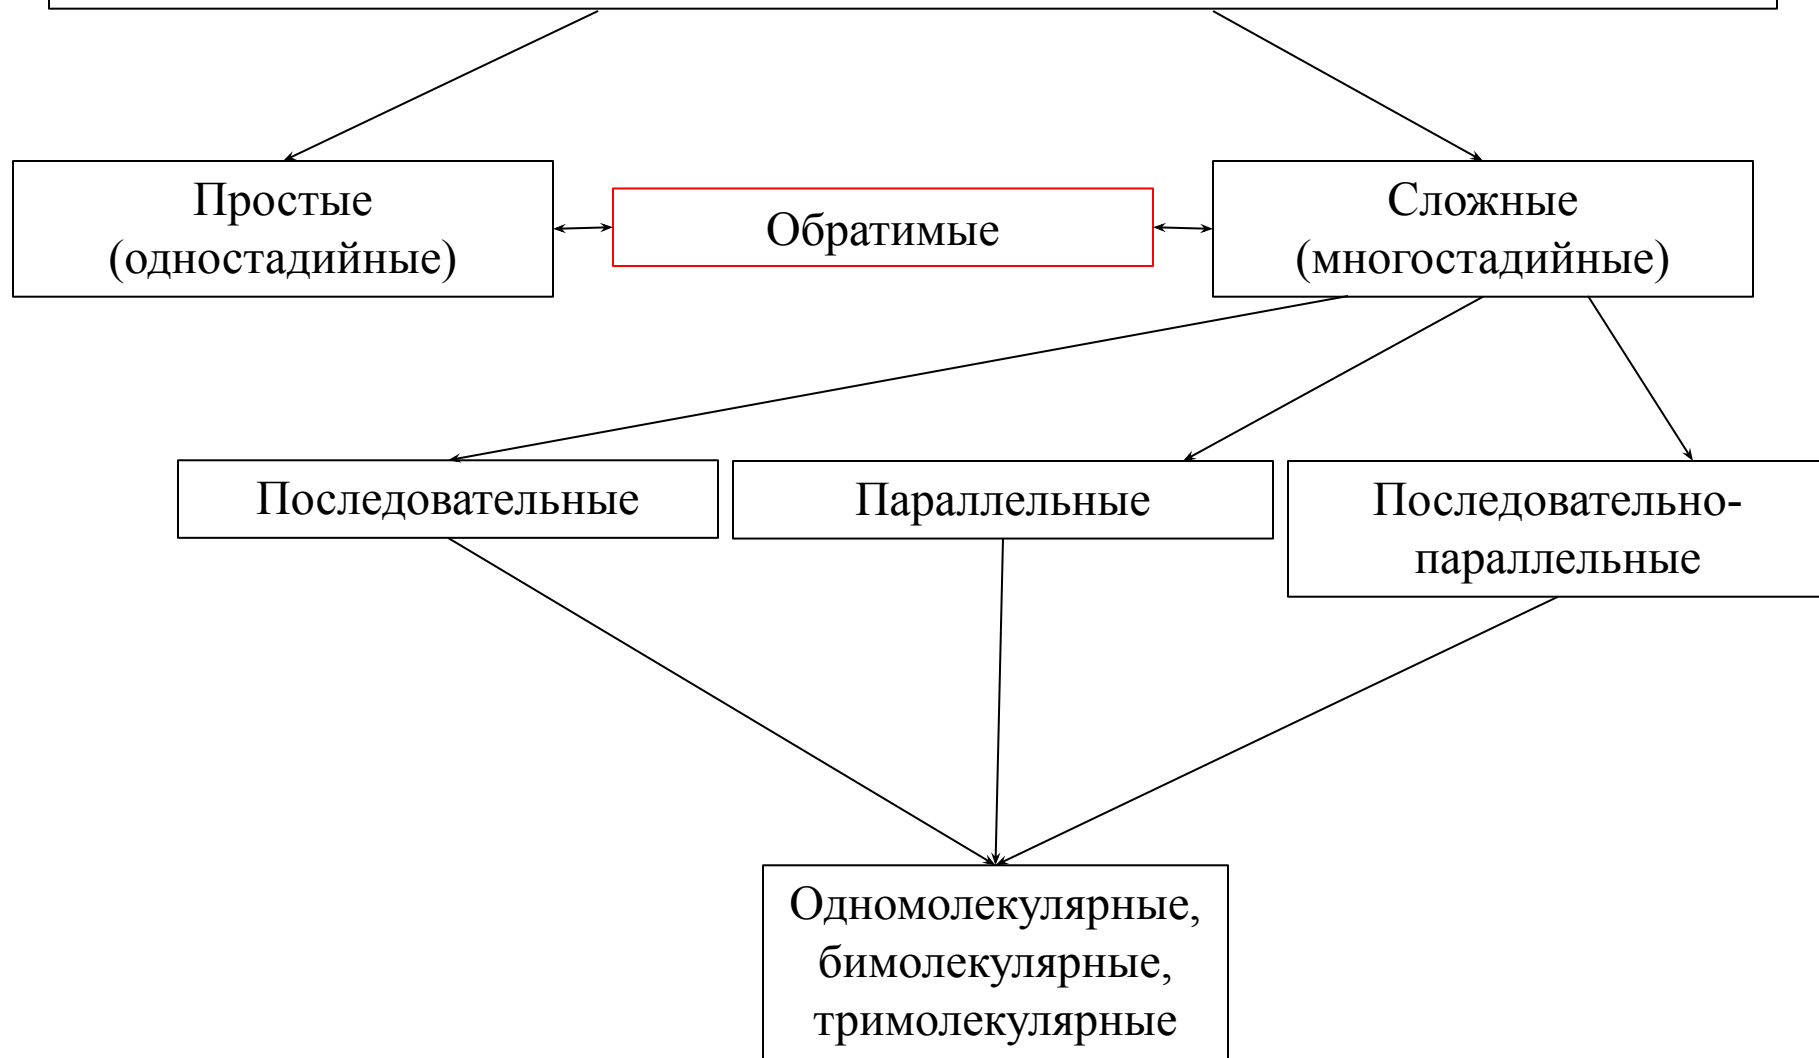 Простые
(одностадийные)
Обратимые
Сложные
(многостадийные)
Последовательные
Параллельные
Последовательно-
параллельные
Одномолекулярные,
бимолекулярные,
тримолекулярные